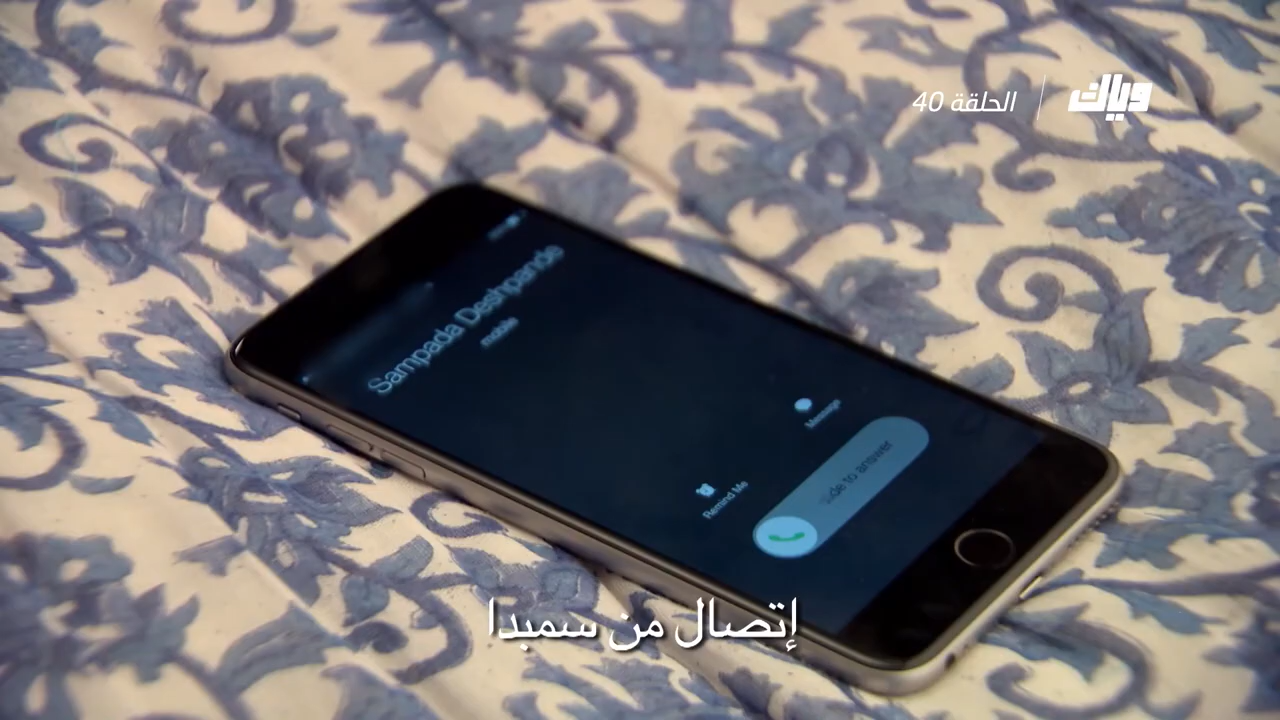 وياك
الحلقة 40
Sampada Deshpande
mobile
Message
Remind Me
slide to answer
إتصال من سمبدا